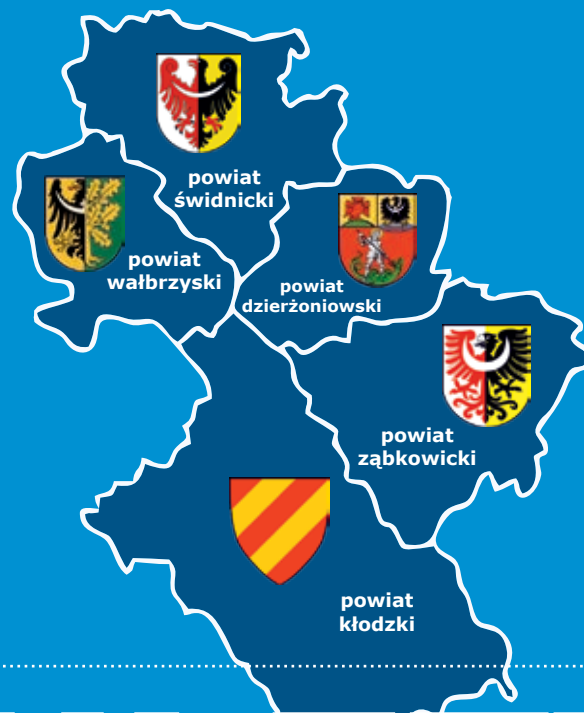 powiat
świdnicki
powiat
wałbrzyski
powiat
dzierżoniowski
powiat
ząbkowicki
powiat
kłodzki